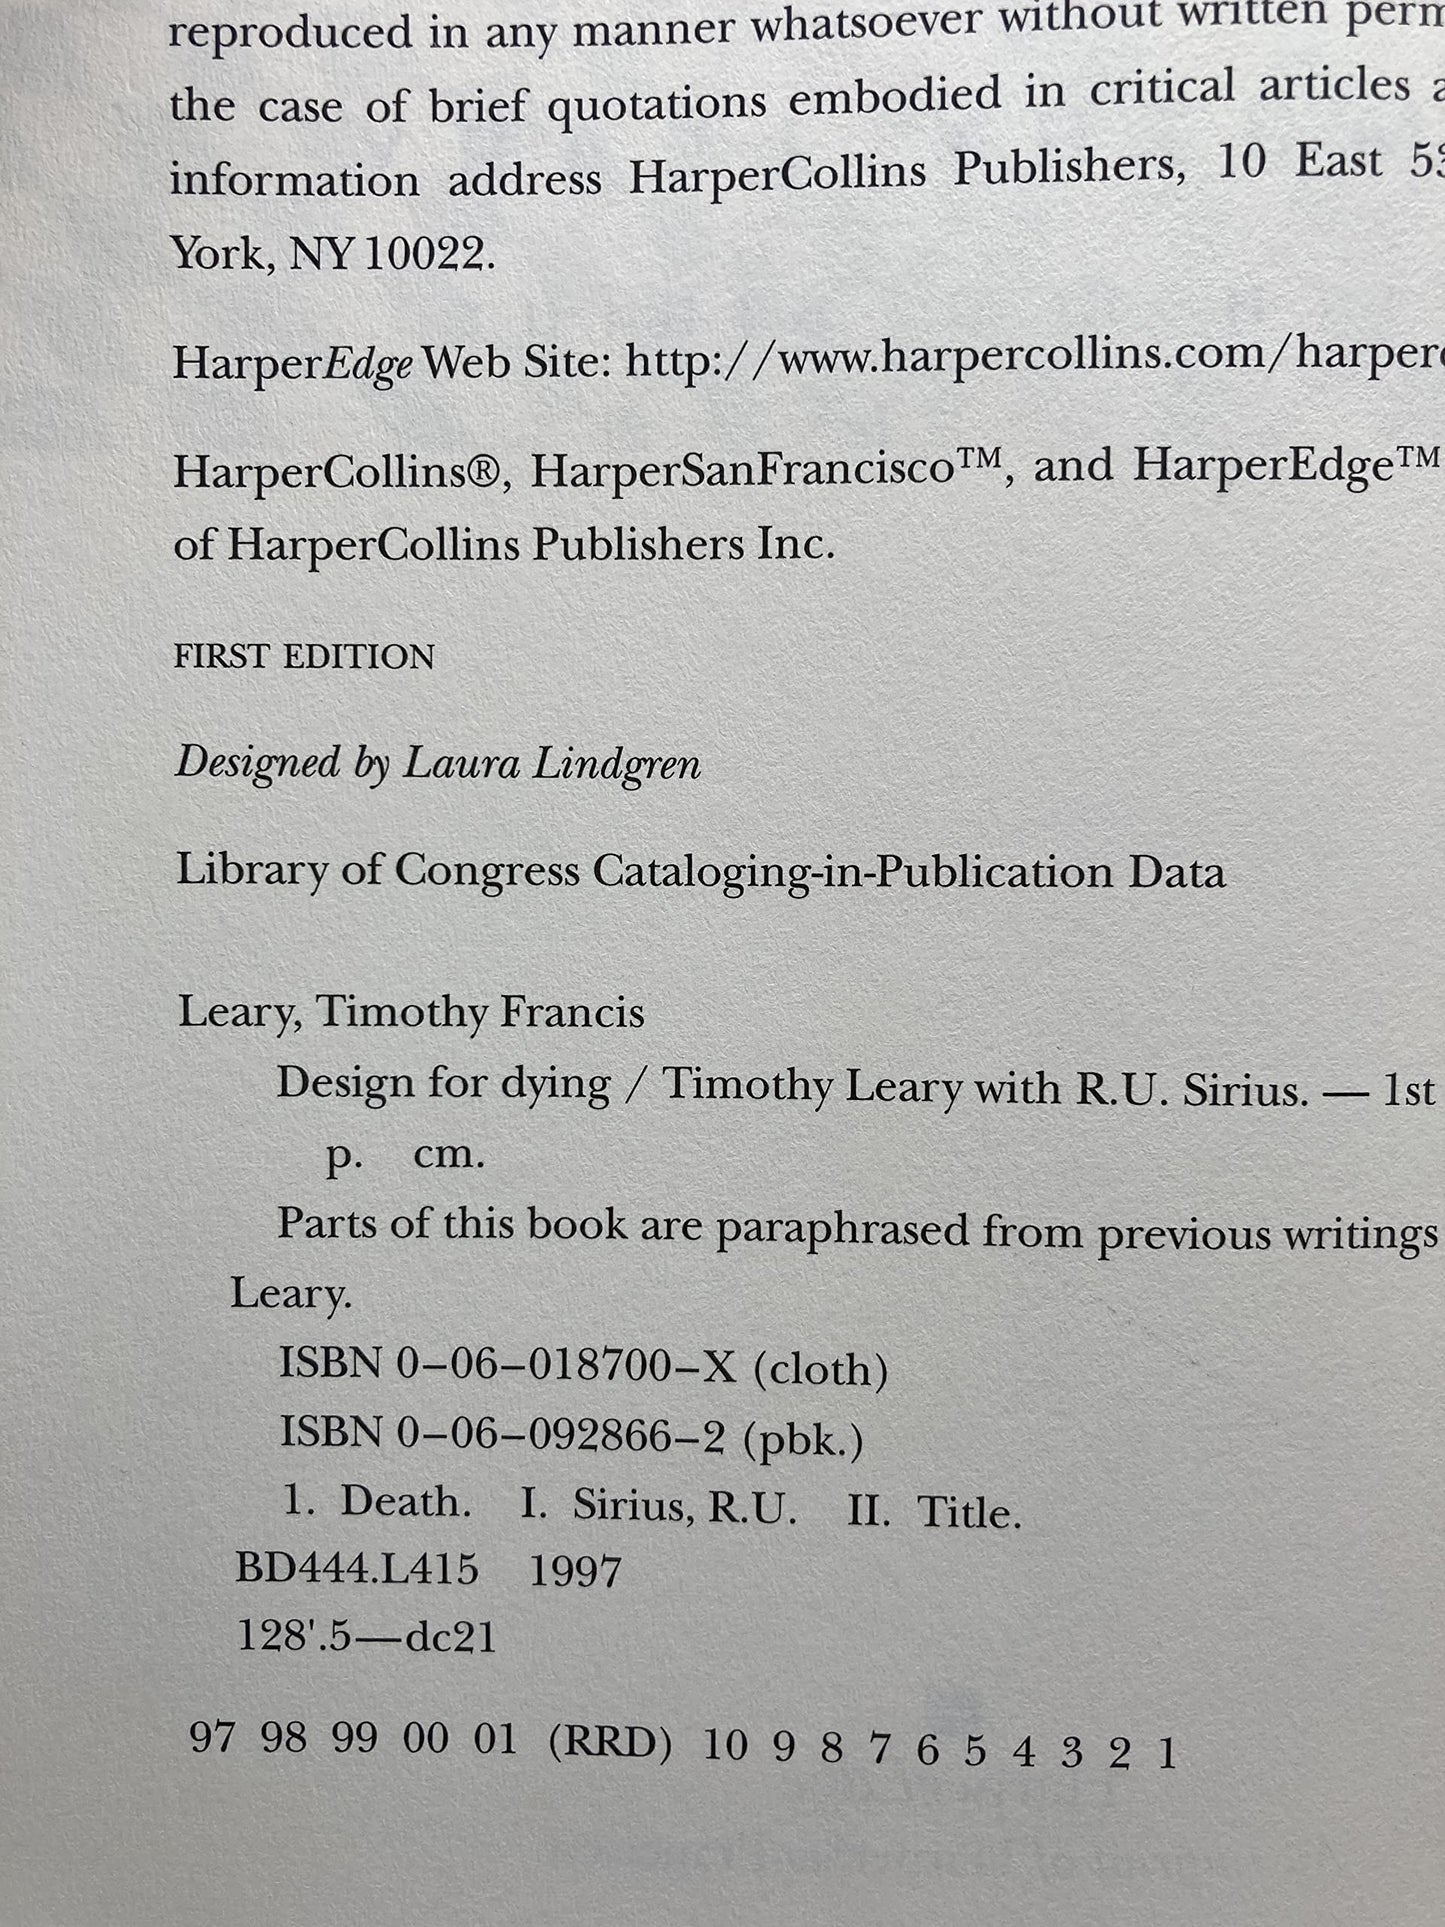 reproduced in any manner whatsoever without written
the case of brief quotations embodied in critical articles
information address HarperCollins Publishers, 10 East
York, NY 10022.
HarperEdge Web Site: http://www.harpercollins.com/harper
HarperCollins®, HarperSanFrancisco™, and HarperEdge™
of HarperCollins Publishers Inc.
FIRST EDITION
Designed by Laura Lindgren
Library of Congress Cataloging-in-Publication Data
Leary, Timothy Francis
Design for dying / Timothy Leary with R.U. Sirius. — 1st
p. cm.
Parts of this book are paraphrased from previous writings
Leary.
ISBN 0–06–018700–X (cloth)
ISBN 0–06–092866–2 (pbk.)
1. Death. I. Sirius, R.U. II. Title.
BD444.L415 1997
128'.5—dc21
97 98 99 00 01 (RRD) 10 9 8 7 6 5 4 3 2 1